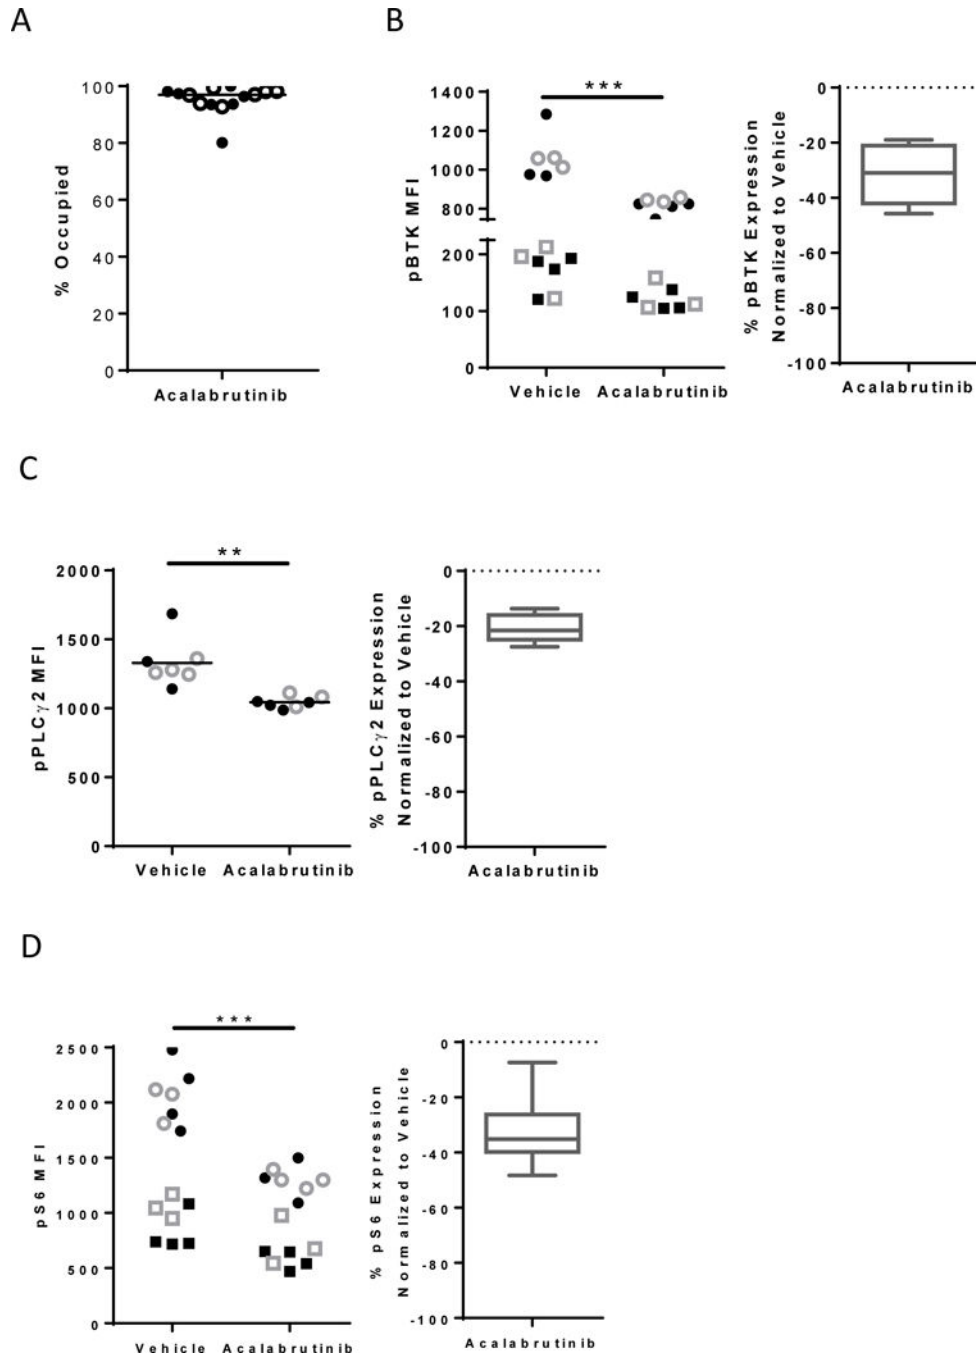 A
B
% Occupied
100
80
60
40
20
0
Acalabrutinib
***
pBTK MFI
1400
1200
1000
800
200
100
0
Vehicle
Acalabrutinib
% pBTK Expression
Normalized to Vehicle
0
-20
-40
-60
-80
-100
Acalabrutinib
C
**
pPLCγ2 MFI
2000
1500
1000
500
0
Vehicle
Acalabrutinib
% pPLCγ2 Expression
Normalized to Vehicle
0
-20
-40
-60
-80
-100
Acalabrutinib
D
***
pS6 MFI
2500
2000
1500
1000
500
0
Vehicle
Acalabrutinib
% pS6 Expression
Normalized to Vehicle
0
-20
-40
-60
-80
-100
Acalabrutinib